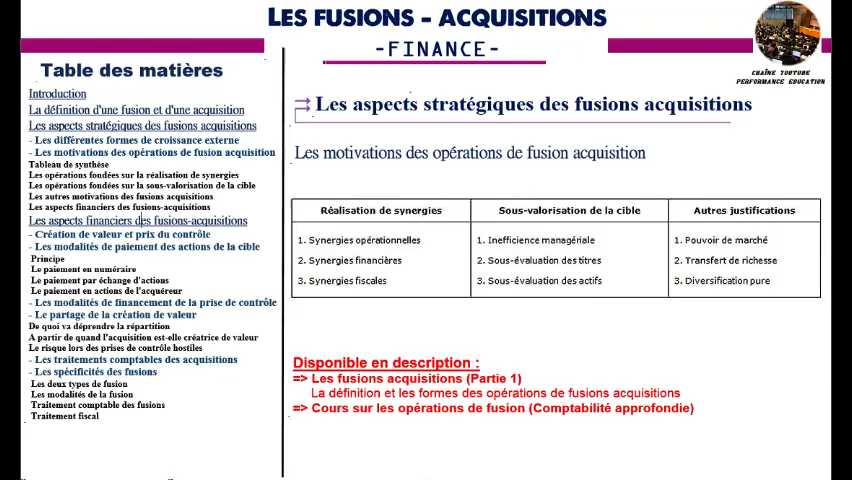 LES FUSIONS - ACQUISITIONS
-FINANCE-
CHAÎNE YOUTUBE
PERFORMANCE EDUCATION
Table des matières
Introduction
La définition d'une fusion et d'une acquisition
Les aspects stratégiques des fusions acquisitions
- Les différentes formes de croissance externe
- Les motivations des opérations de fusion acquisition
Tableau de synthèse
Les opérations fondées sur la réalisation de synergies
Les opérations fondées sur la sous-valorisation de la cible
Les autres motivations des fusions acquisitions
Les aspects financiers des fusions-acquisitions
Les aspects financiers des fusions-acquisitions
- Création de valeur et prix du contrôle
- Les modalités de paiement des actions de la cible
Principe
Le paiement en numéraire
Le paiement par échange d'actions
Le paiement en actions de l'acquéreur
- Les modalités de financement de la prise de contrôle
- Le partage de la création de valeur
De quoi va déprendre la répartition
A partir de quand l'acquisition est-elle créatrice de valeur
Le risque lors des prises de contrôle hostiles
- Les traitements comptables des acquisitions
- Les spécificités des fusions
Les deux types de fusion
Les modalités de la fusion
Traitement comptable des fusions
Traitement fiscal
Les aspects stratégiques des fusions acquisitions
Les motivations des opérations de fusion acquisition
Réalisation de synergies Sous-valorisation de la cible Autres justifications
1. Synergies opérationnelles 1. Inefficience managériale 1. Pouvoir de marché
2. Synergies financières 2. Sous-évaluation des titres 2. Transfert de richesse
3. Synergies fiscales 3. Sous-évaluation des actifs 3. Diversification pure
Disponible en description :
=> Les fusions acquisitions (Partie 1)
La définition et les formes des opérations de fusions acquisitions
=> Cours sur les opérations de fusion (Comptabilité approfondie)